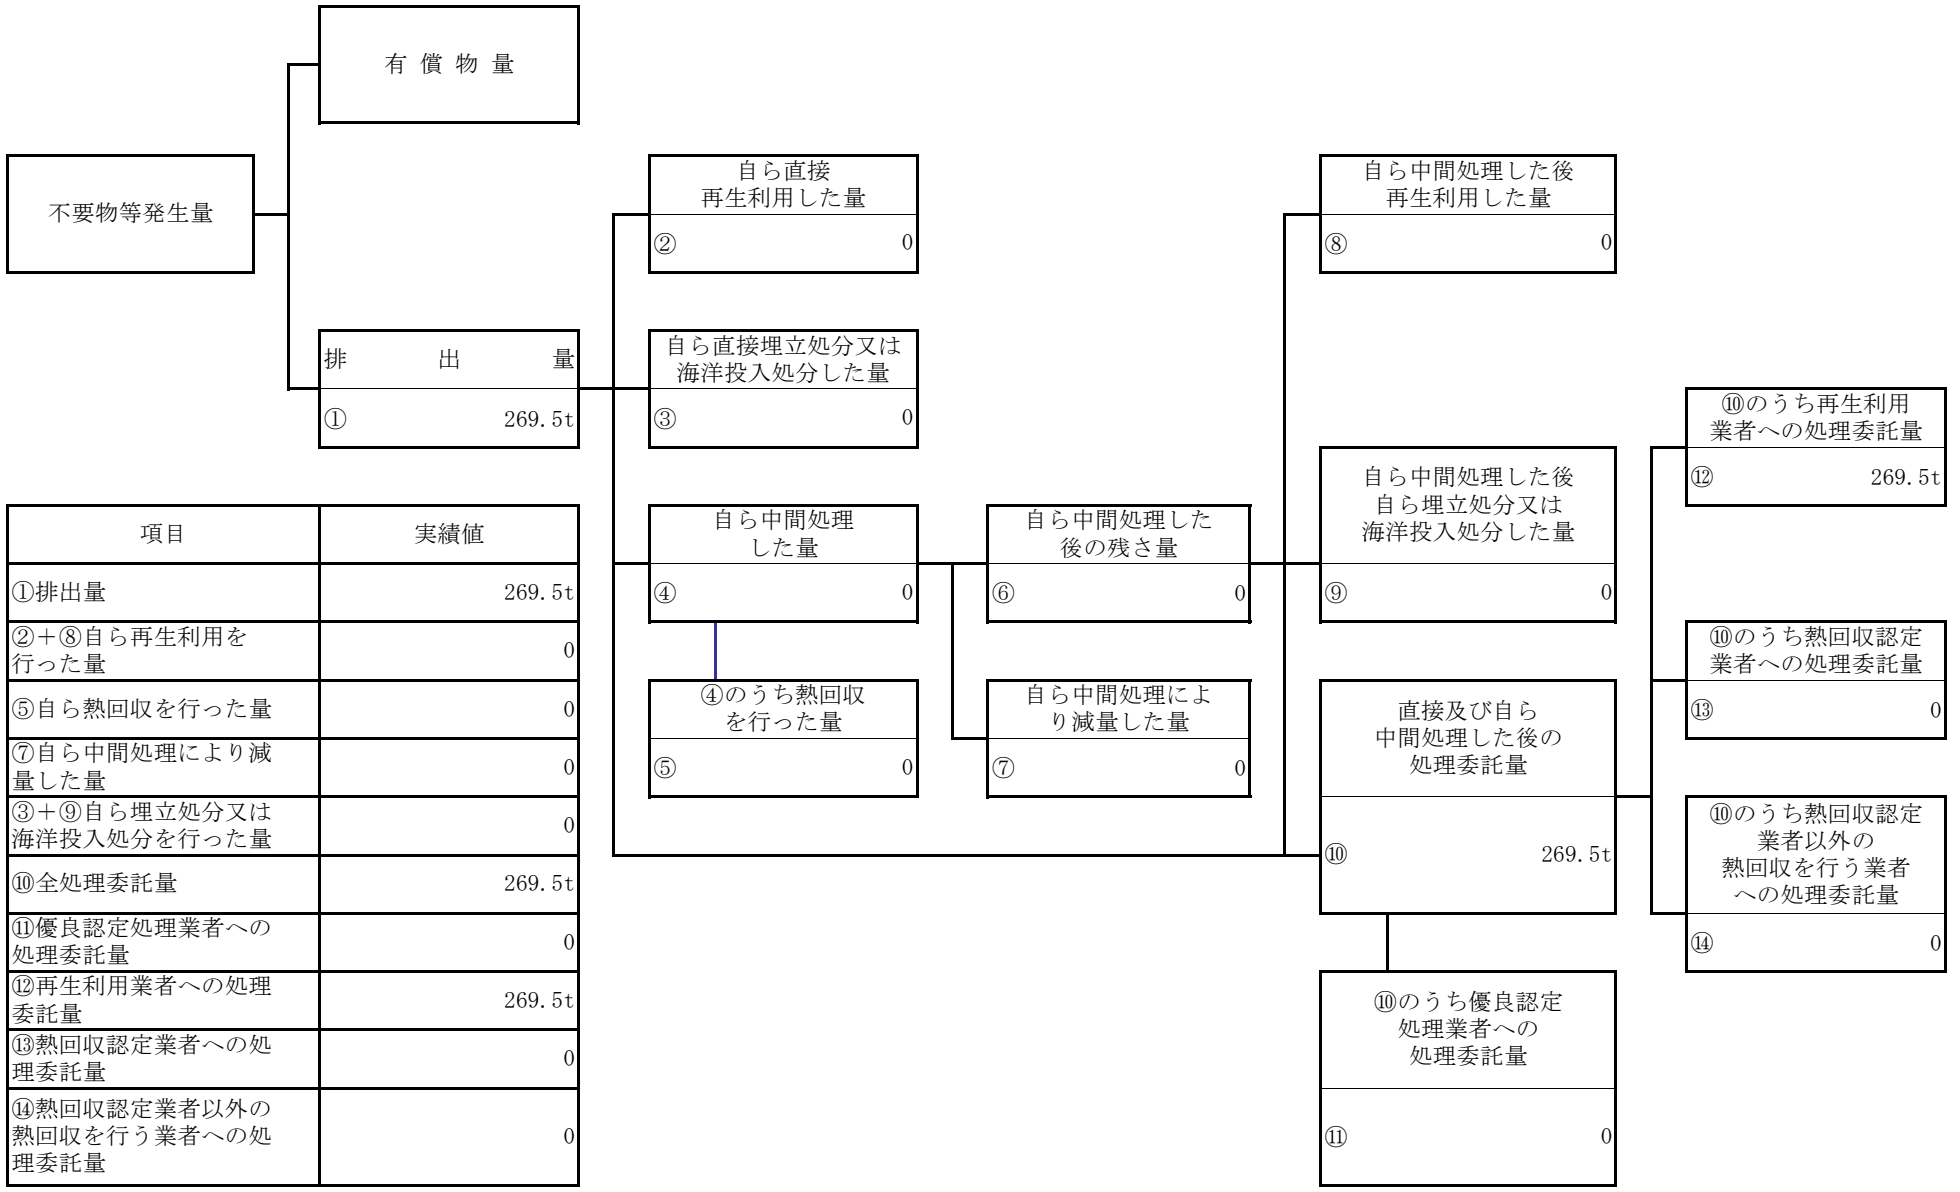 有償物量
不要物等発生量
排出量
① 269.5t
自ら直接
再生利用した量
② 0
自ら直接埋立処分又は
海洋投入処分した量
③ 0
自ら中間処理
した量
④ 0
④のうち熱回収
を行った量
⑤ 0
自ら中間処理した
後の残さ量
⑥ 0
自ら中間処理によ
り減量した量
⑦ 0
自ら中間処理した後
再生利用した量
⑧ 0
自ら中間処理した後
自ら埋立処分又は
海洋投入処分した量
⑨ 0
直接及び自ら
中間処理した後の
処理委託量
⑩ 269.5t
⑩のうち優良認定
処理業者への
処理委託量
⑪ 0
⑩のうち再生利用
業者への処理委託量
⑫ 269.5t
⑩のうち熱回収認定
業者への処理委託量
⑬ 0
⑩のうち熱回収認定
業者以外の
熱回収を行う業者
への処理委託量
⑭ 0
項目 実績値
①排出量 269.5t
②＋⑧自ら再生利用を
行った量 0
⑤自ら熱回収を行った量 0
⑦自ら中間処理により減
量した量 0
③＋⑨自ら埋立処分又は
海洋投入処分を行った量 0
⑩全処理委託量 269.5t
⑪優良認定処理業者への
処理委託量 0
⑫再生利用業者への処理
委託量 269.5t
⑬熱回収認定業者への処
理委託量 0
⑭熱回収認定業者以外の
熱回収を行う業者への処
理委託量 0